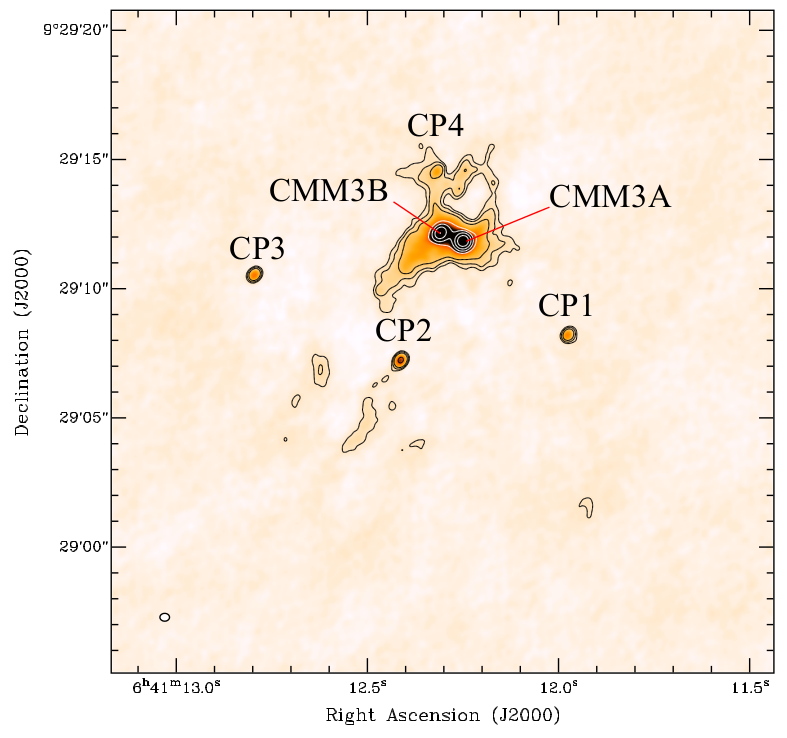 9°29′20″
CP4
29′15″
CMM3B
CMM3A
CP3
29′10″
CP1
CP2
29′05″
29′00″
Declination (J2000)
6ʰ41ᵐ13.0ˢ 12.5ˢ 12.0ˢ 11.5ˢ
Right Ascension (J2000)